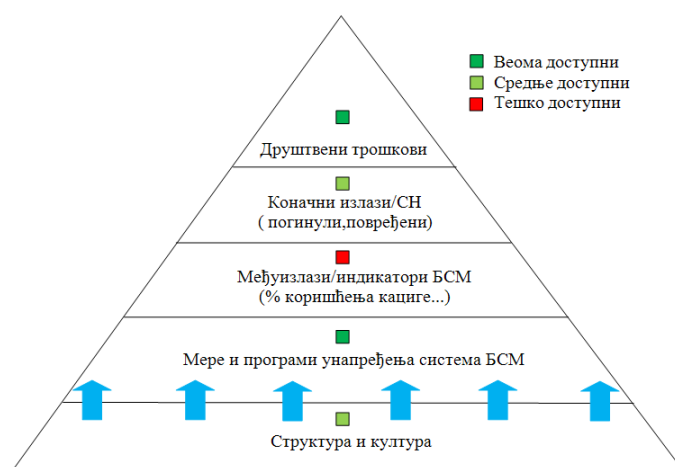 Веома доступни
Средње доступни
Тешко доступни
Друштвени трошкови
Коначни излази/СН
( погинули,повређени)
Међуизлази/индикатори БСМ
(% коришћења кациге...)
Мере и програми унапређења система БСМ
Структура и култура